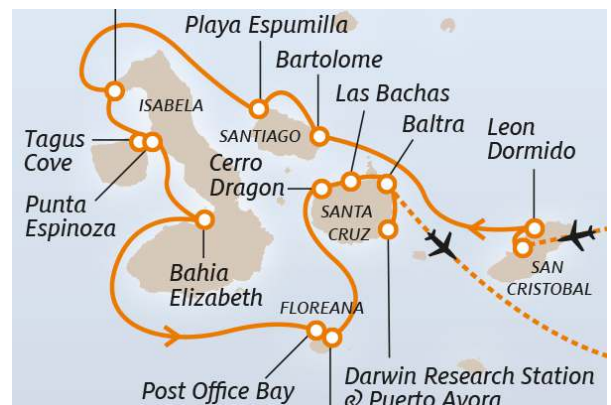 Playa Espumilla
Bartolome
Las Bachas
Baltra
Leon
Dormido
ISABELA
SANTIAGO
Tagus
Cove
Punta
Espinoza
Cerro
Dragon
SANTA
CRUZ
SAN
CRISTOBAL
Bahia
Elizabeth
FLOREANA
Post Office Bay
Darwin Research Station
& Puerto Ayora